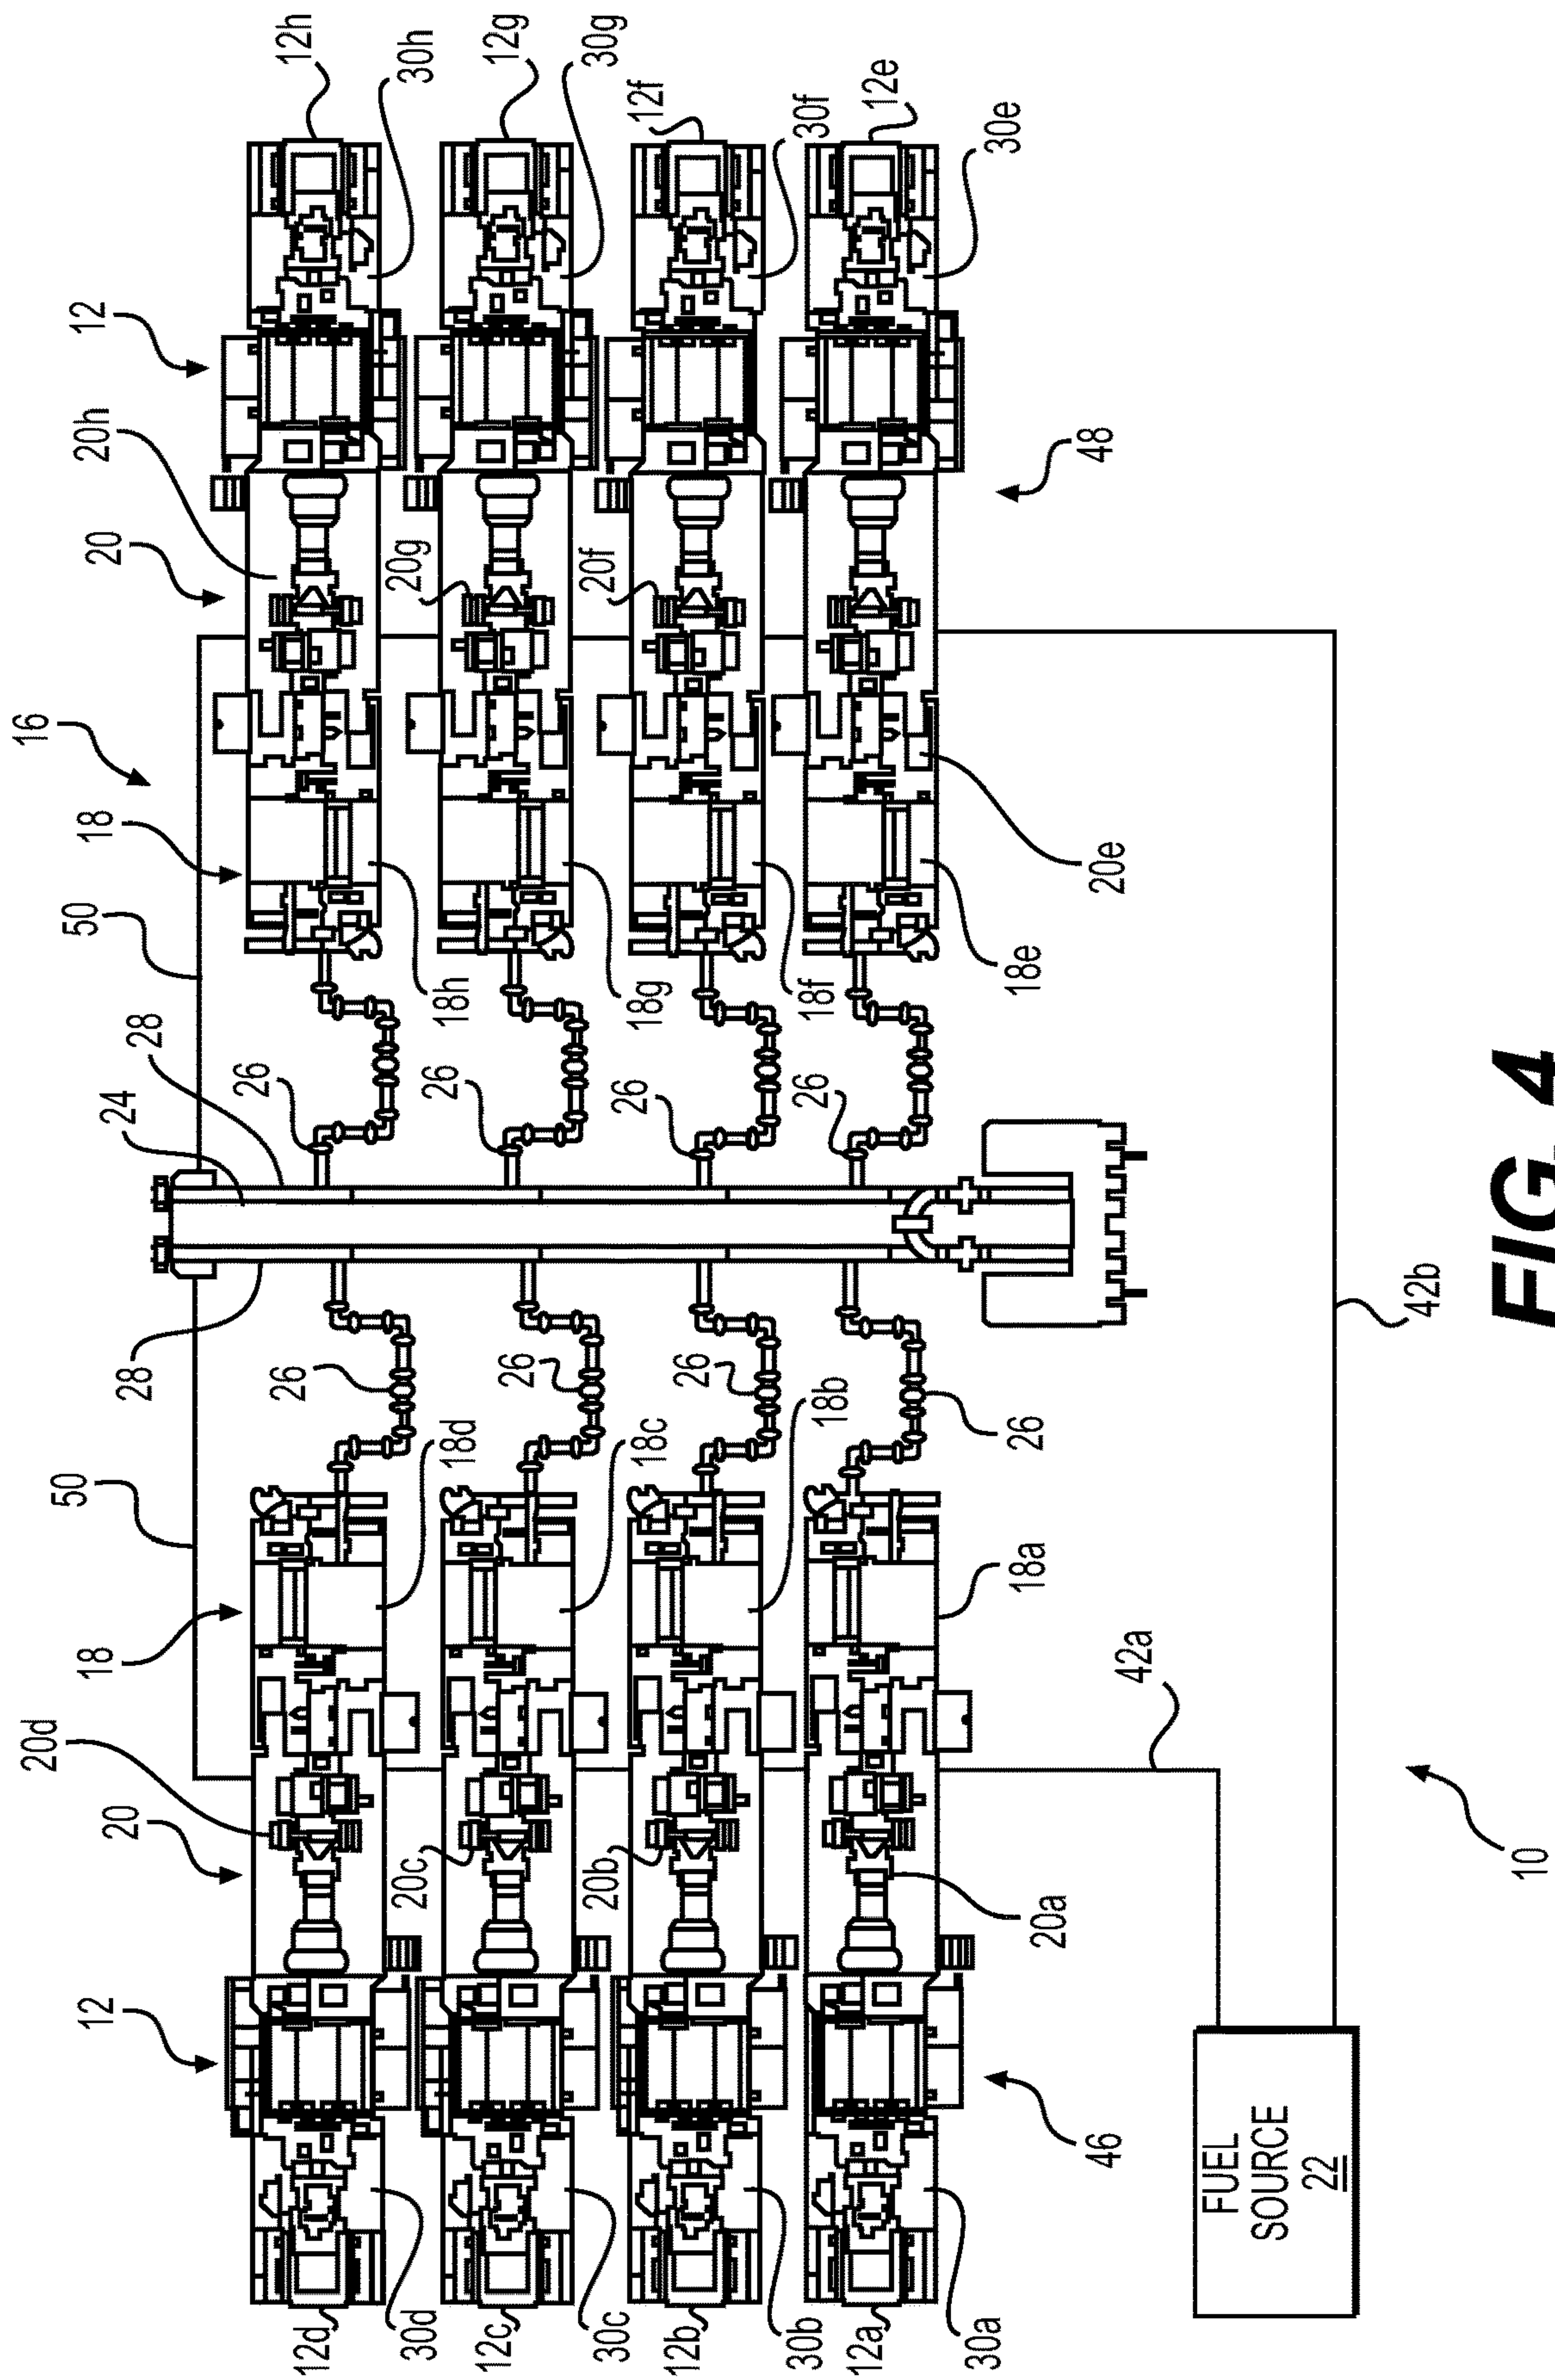 16
12
20
20h
18
50
24
28
26
12h
30h
18h
20g
12g
30g
26
18g
20f
12f
30f
26
18f
12e
30e
26
18e
20e
48
50
28
18
20
12
20d
18d
26
12d
30d
20c
18c
26
12c
30c
20b
18b
26
12b
30b
20a
18a
26
12a
30a
46
42a
42b
10
FUEL
SOURCE
22
FIG. 4